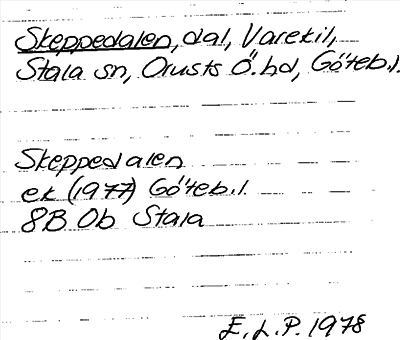 Skeppedalen, dal, Varekil,
Stala sn, Orusts Ö. hd, Göteb. l.
Skeppedalen
ek (1977) Göteb. l.
8B 0b Stala
E. L. P. 1978